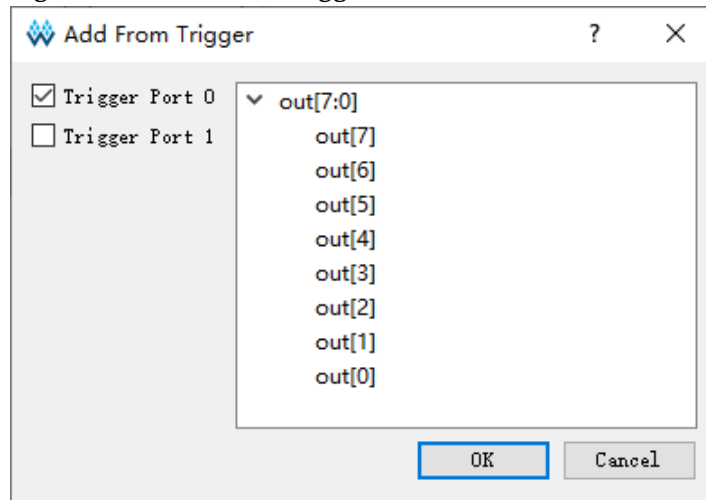 Add From Trigger ? ×
Trigger Port 0
Trigger Port 1
out[7:0]
out[7]
out[6]
out[5]
out[4]
out[3]
out[2]
out[1]
out[0]
OK Cancel